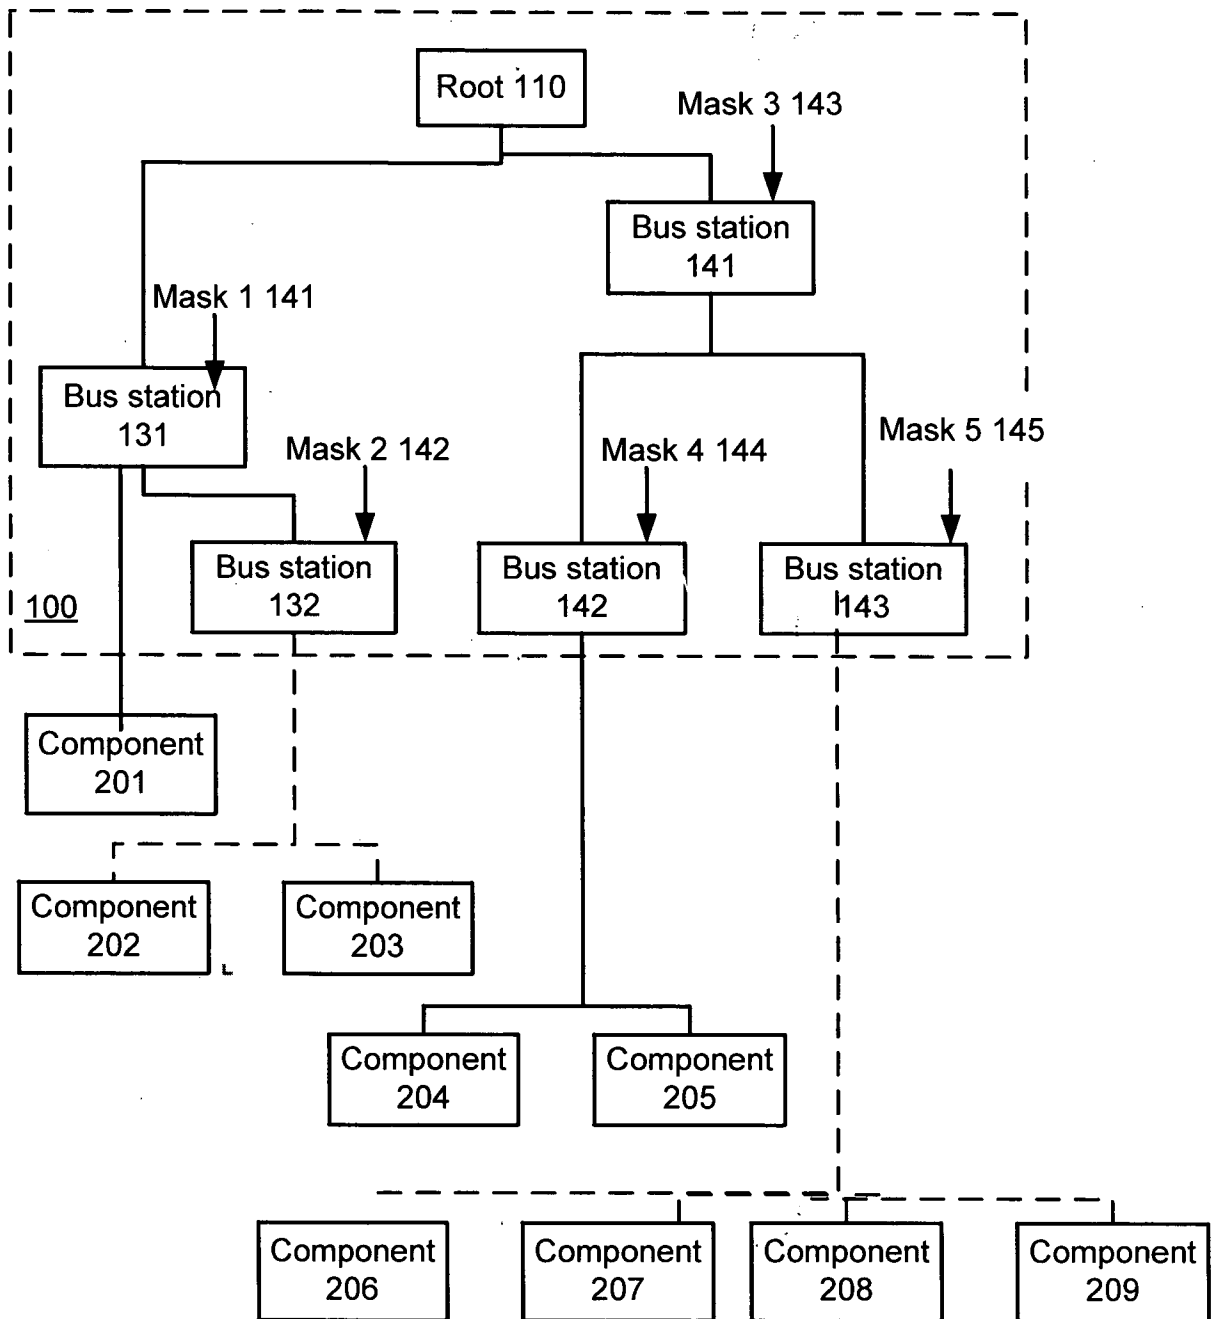 Root 110
Mask 3 143
Bus station
141
Mask 1 141
Bus station
131
Mask 2 142
Mask 4 144
Mask 5 145
Bus station
132
Bus station
142
Bus station
143
100
Component
201
Component
202
Component
203
Component
204
Component
205
Component
206
Component
207
Component
208
Component
209